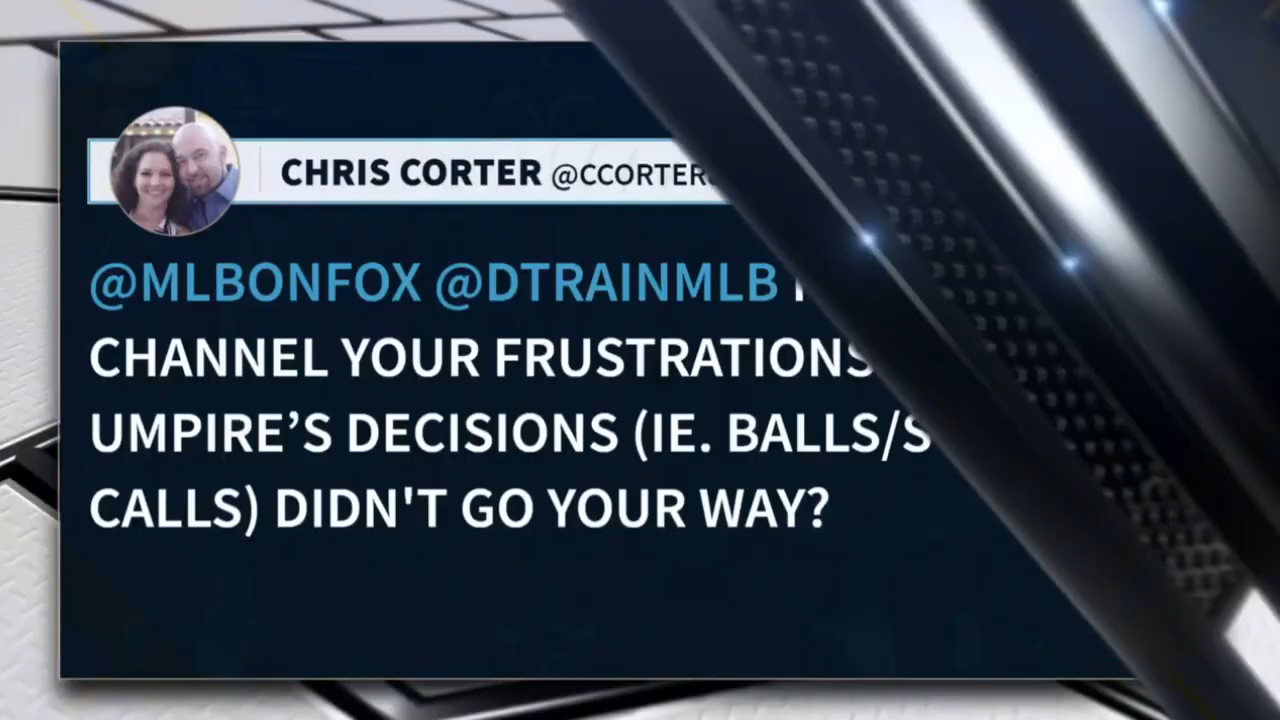 CHRIS CORTER @CCORTER
@MLBONFOX @DTRAINMLB
CHANNEL YOUR FRUSTRATIONS
UMPIRE’S DECISIONS (IE. BALLS/S
CALLS) DIDN'T GO YOUR WAY?